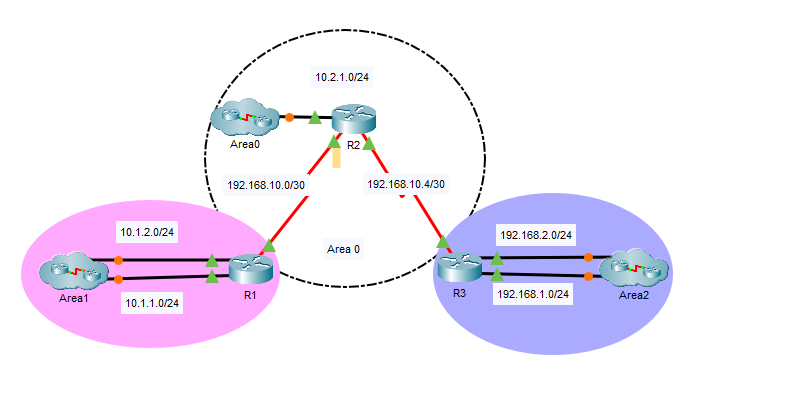 10.2.1.0/24
Area0
R2
192.168.10.0/30
192.168.10.4/30
10.1.2.0/24
192.168.2.0/24
Area 0
Area1
R1
R3
Area2
10.1.1.0/24
192.168.1.0/24